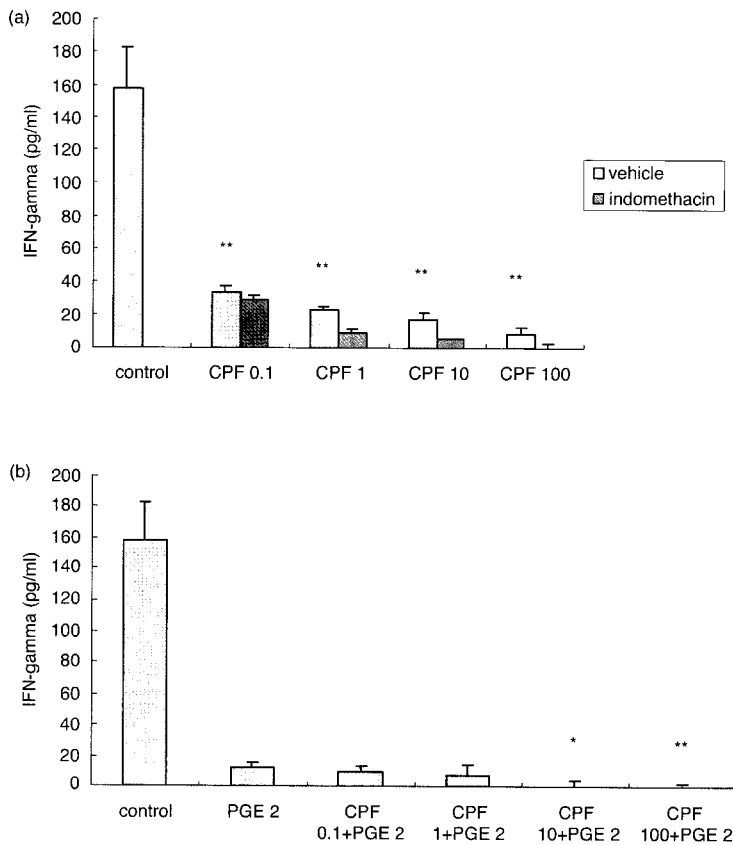 (a)
200
180
160
140
120
100
80
60
40
20
0
IFN-gamma (pg/ml)
** ** ** **
vehicle
indomethacin
control CPF 0.1 CPF 1 CPF 10 CPF 100
(b)
200
180
160
140
120
100
80
60
40
20
0
IFN-gamma (pg/ml)
* **
control PGE 2 CPF CPF CPF CPF
0.1+PGE 2 1+PGE 2 10+PGE 2 100+PGE 2